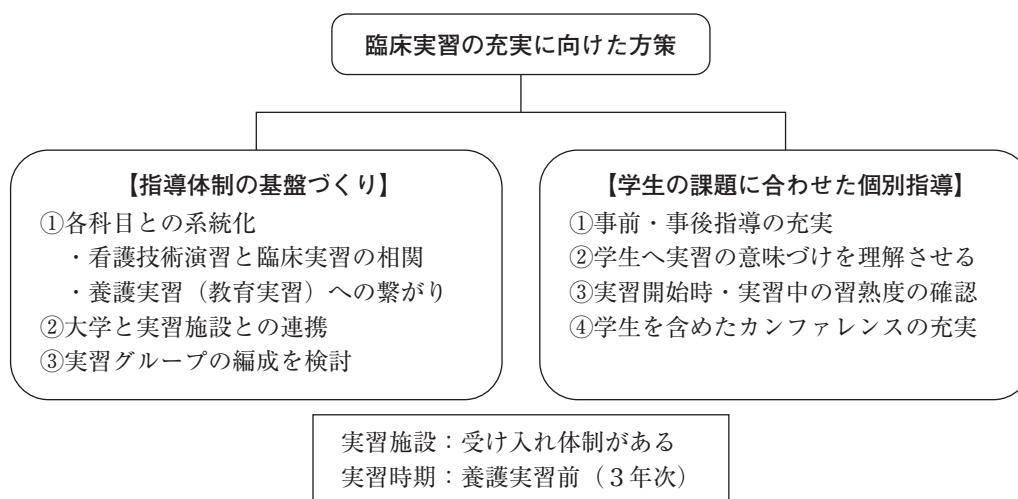 臨床実習の充実に向けた方策
【指導体制の基盤づくり】
①各科目との系統化
・看護技術演習と臨床実習の相関
・養護実習（教育実習）への繋がり
②大学と実習施設との連携
③実習グループの編成を検討
【学生の課題に合わせた個別指導】
①事前・事後指導の充実
②学生へ実習の意味づけを理解させる
③実習開始時・実習中の習熟度の確認
④学生を含めたカンファレンスの充実
実習施設：受け入れ体制がある
実習時期：養護実習前（３年次）